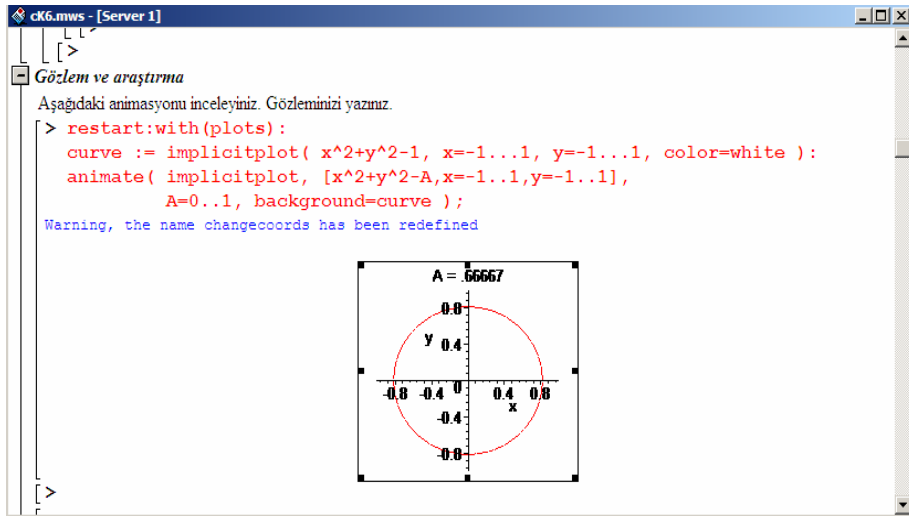 cK6.mws - [Server 1]
[>
[>
Gözlem ve araştırma
Aşağıdaki animasyonu inceleyiniz. Gözleminizi yazınız.
[> restart:with(plots):
curve := implicitplot( x^2+y^2-1, x=-1...1, y=-1...1, color=white ):
animate( implicitplot, [x^2+y^2-A,x=-1..1,y=-1..1],
A=0..1, background=curve );
Warning, the name changecoords has been redefined
A = .66667
0.8
y 0.4
-0.8 -0.4 0 0.4 0.8
x
-0.4
-0.8
[>